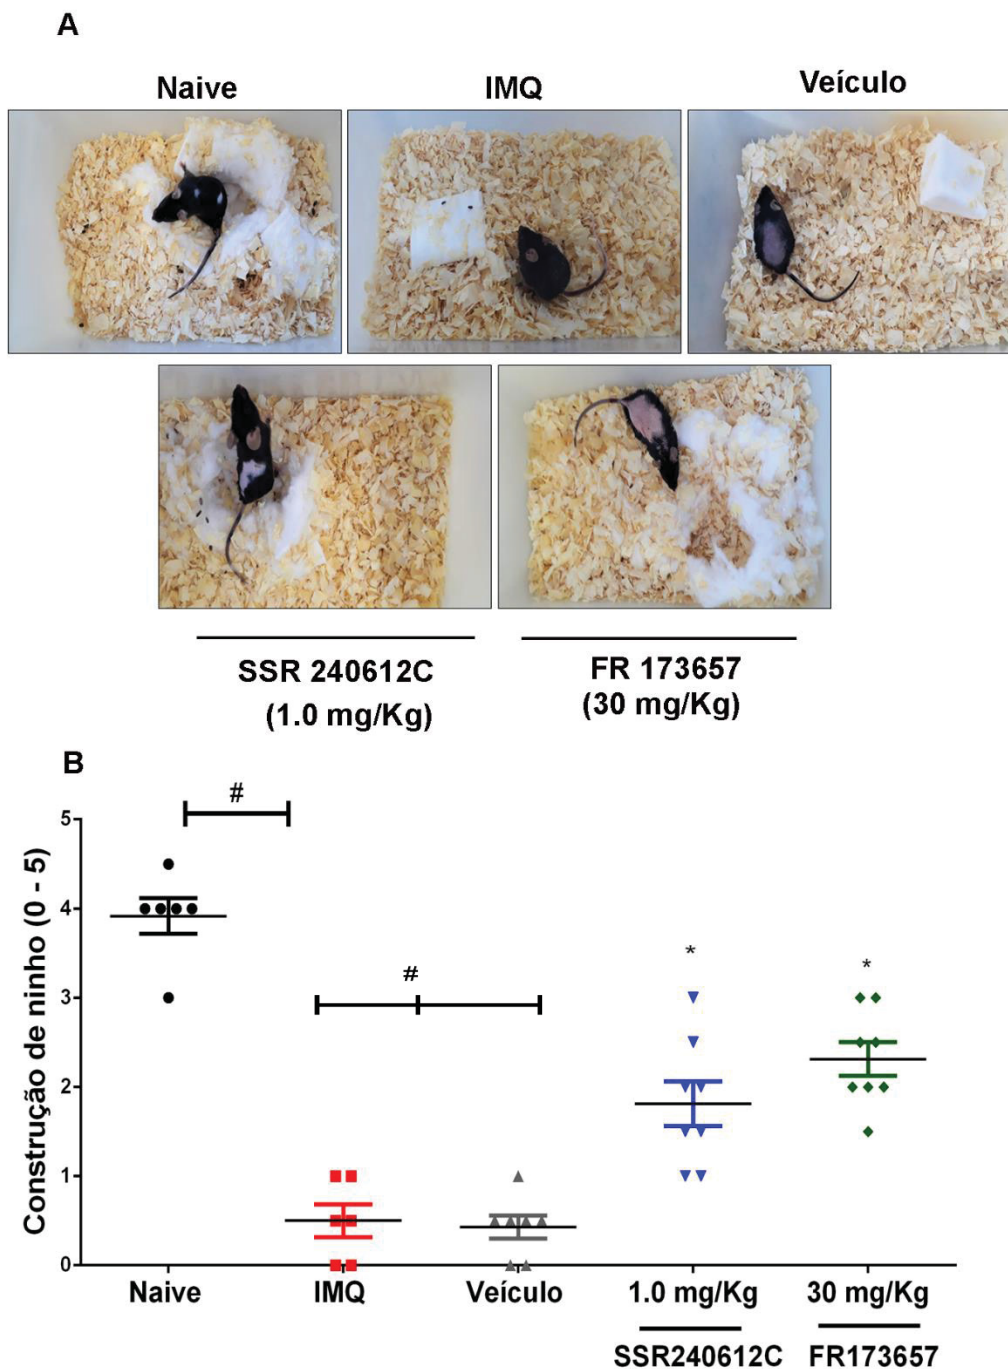 A
Naive IMQ Veículo
SSR 240612C FR 173657
(1.0 mg/Kg) (30 mg/Kg)
B
#
5
#
4
*
*
3
2
1
0
Construção de ninho (0 - 5)
Naive IMQ Veículo 1.0 mg/Kg 30 mg/Kg
SSR240612C FR173657